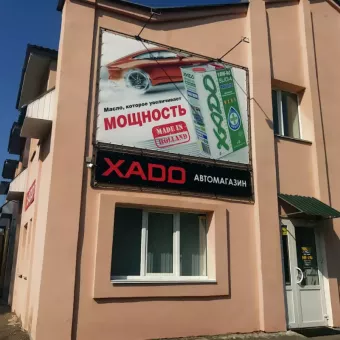 Масло, которое увеличивает
МОЩНОСТЬ
MADE IN
HOLLAND
XADO
XADO АВТОМАГАЗИН